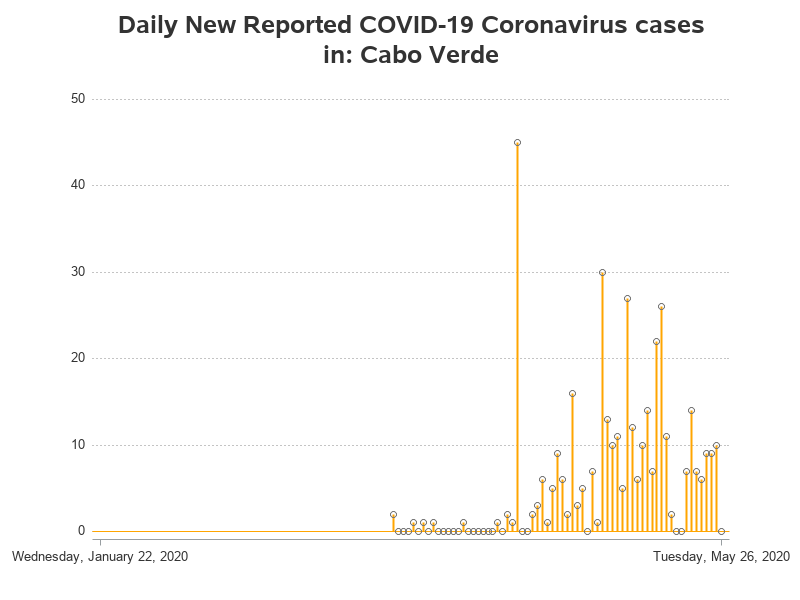 Daily New Reported COVID-19 Coronavirus cases
in: Cabo Verde
50
40
30
20
10
0
Wednesday, January 22, 2020
Tuesday, May 26, 2020